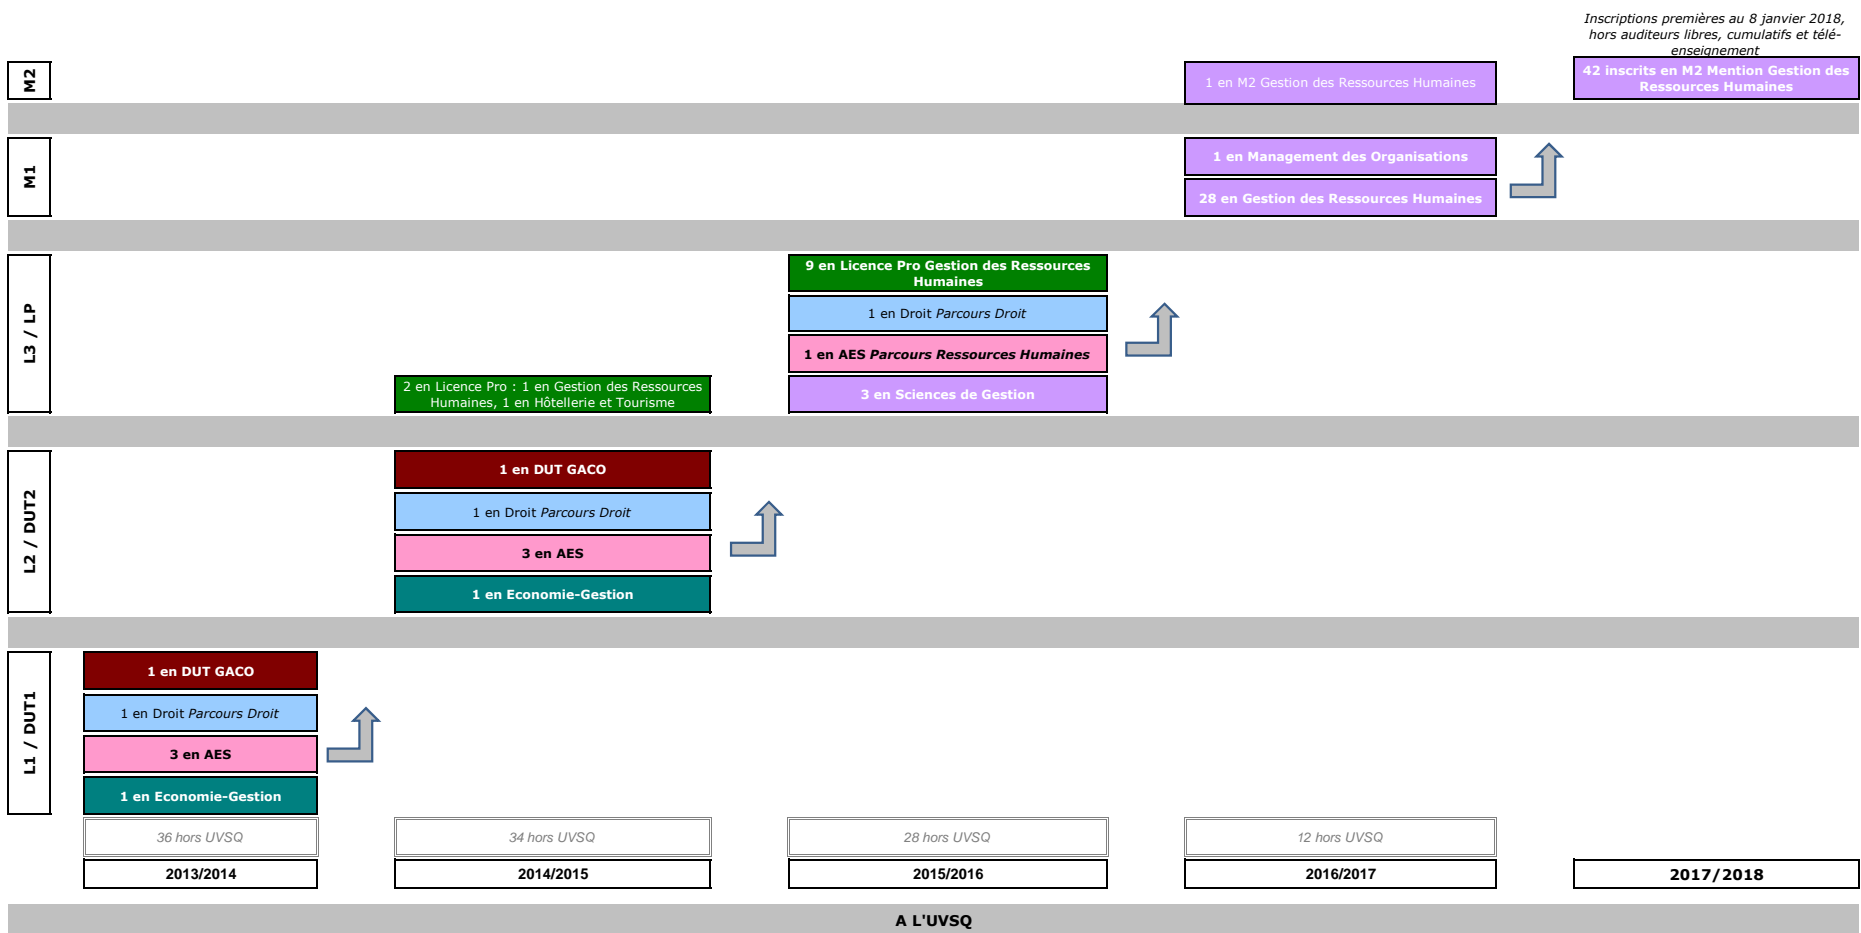 Inscriptions premières au 8 janvier 2018,
hors auditeurs libres, cumulatifs et télé-
enseignement
M2
1 en M2 Gestion des Ressources Humaines
42 inscrits en M2 Mention Gestion des
Ressources Humaines
M1
1 en Management des Organisations
28 en Gestion des Ressources Humaines
L3 / LP
9 en Licence Pro Gestion des Ressources
Humaines
1 en Droit Parcours Droit
1 en AES Parcours Ressources Humaines
2 en Licence Pro : 1 en Gestion des Ressources
Humaines, 1 en Hôtellerie et Tourisme
3 en Sciences de Gestion
L2 / DUT2
1 en DUT GACO
1 en Droit Parcours Droit
3 en AES
1 en Economie-Gestion
L1 / DUT1
1 en DUT GACO
1 en Droit Parcours Droit
3 en AES
1 en Economie-Gestion
36 hors UVSQ
34 hors UVSQ
28 hors UVSQ
12 hors UVSQ
2013/2014
2014/2015
2015/2016
2016/2017
2017/2018
A L'UVSQ